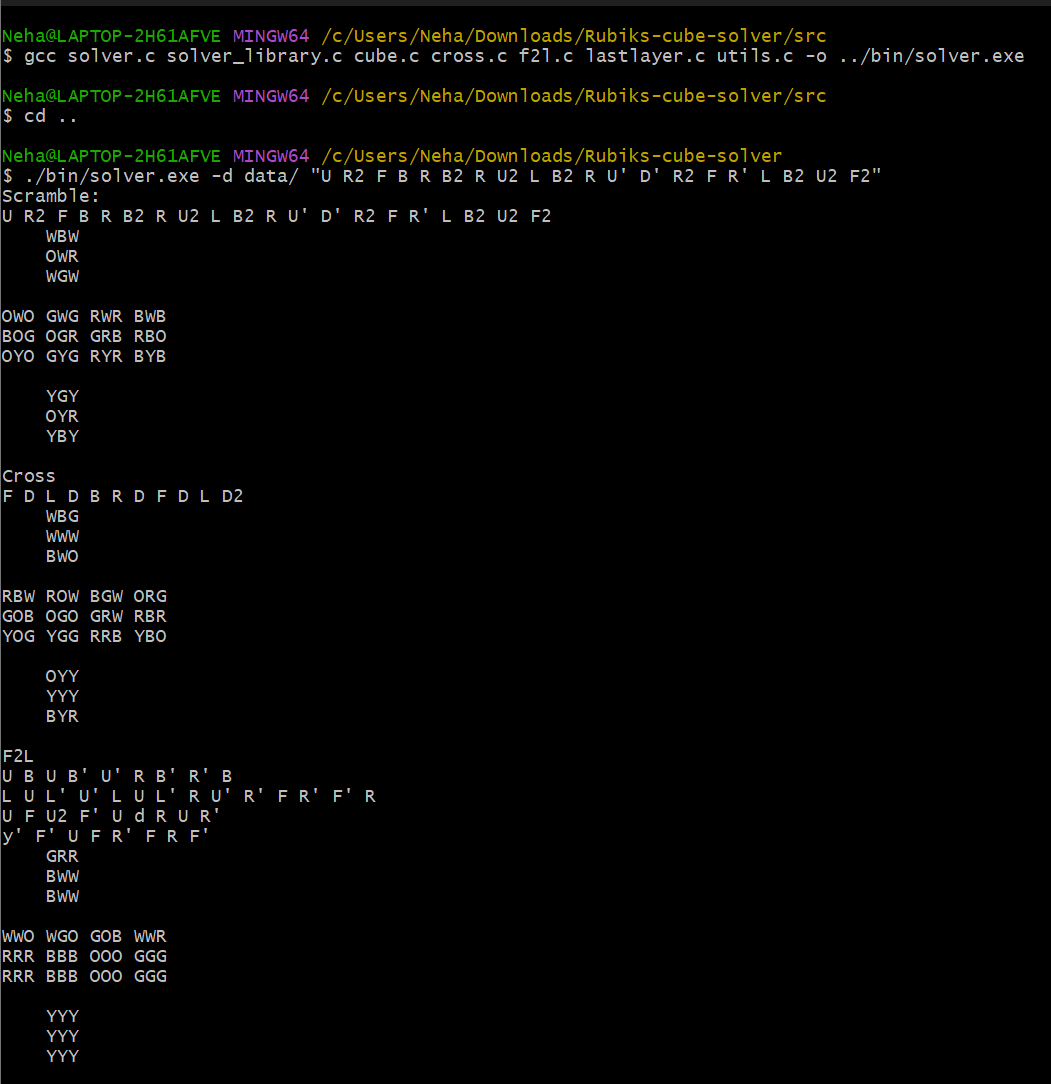 Neha@LAPTOP-2H61AFVE MINGW64 /c/Users/Neha/Downloads/Rubiks-cube-solver/src
$ gcc solver.c solver_library.c cube.c cross.c f2l.c lastlayer.c utils.c -o ../bin/solver.exe
Neha@LAPTOP-2H61AFVE MINGW64 /c/Users/Neha/Downloads/Rubiks-cube-solver/src
$ cd ..
Neha@LAPTOP-2H61AFVE MINGW64 /c/Users/Neha/Downloads/Rubiks-cube-solver
$ ./bin/solver.exe -d data/ "U R2 F B R B2 R U2 L B2 R U' D' R2 F R' L B2 U2 F2"
Scramble:
U R2 F B R B2 R U2 L B2 R U' D' R2 F R' L B2 U2 F2
WBW
OWR
WGW
OWO GWG RWR BWB
BOG OGR GRB RBO
OYO GYG RYR BYB
YGY
OYR
YBY
Cross
F D L D B R D F D L D2
WBG
WWW
BWO
RBW ROW BGW ORG
GOB OGO GRW RBR
YOG YGG RRB YBO
OYY
YYY
BYR
F2L
U B U B' U' R B' R' B
L U L' U' L U L' R U' R' F R' F' R
U F U2 F' U d R U R'
y' F' U F R' F R F'
GRR
BWW
BWW
WWO WGO GOB WWR
RRR BBB OOO GGG
RRR BBB OOO GGG
YYY
YYY
YYY